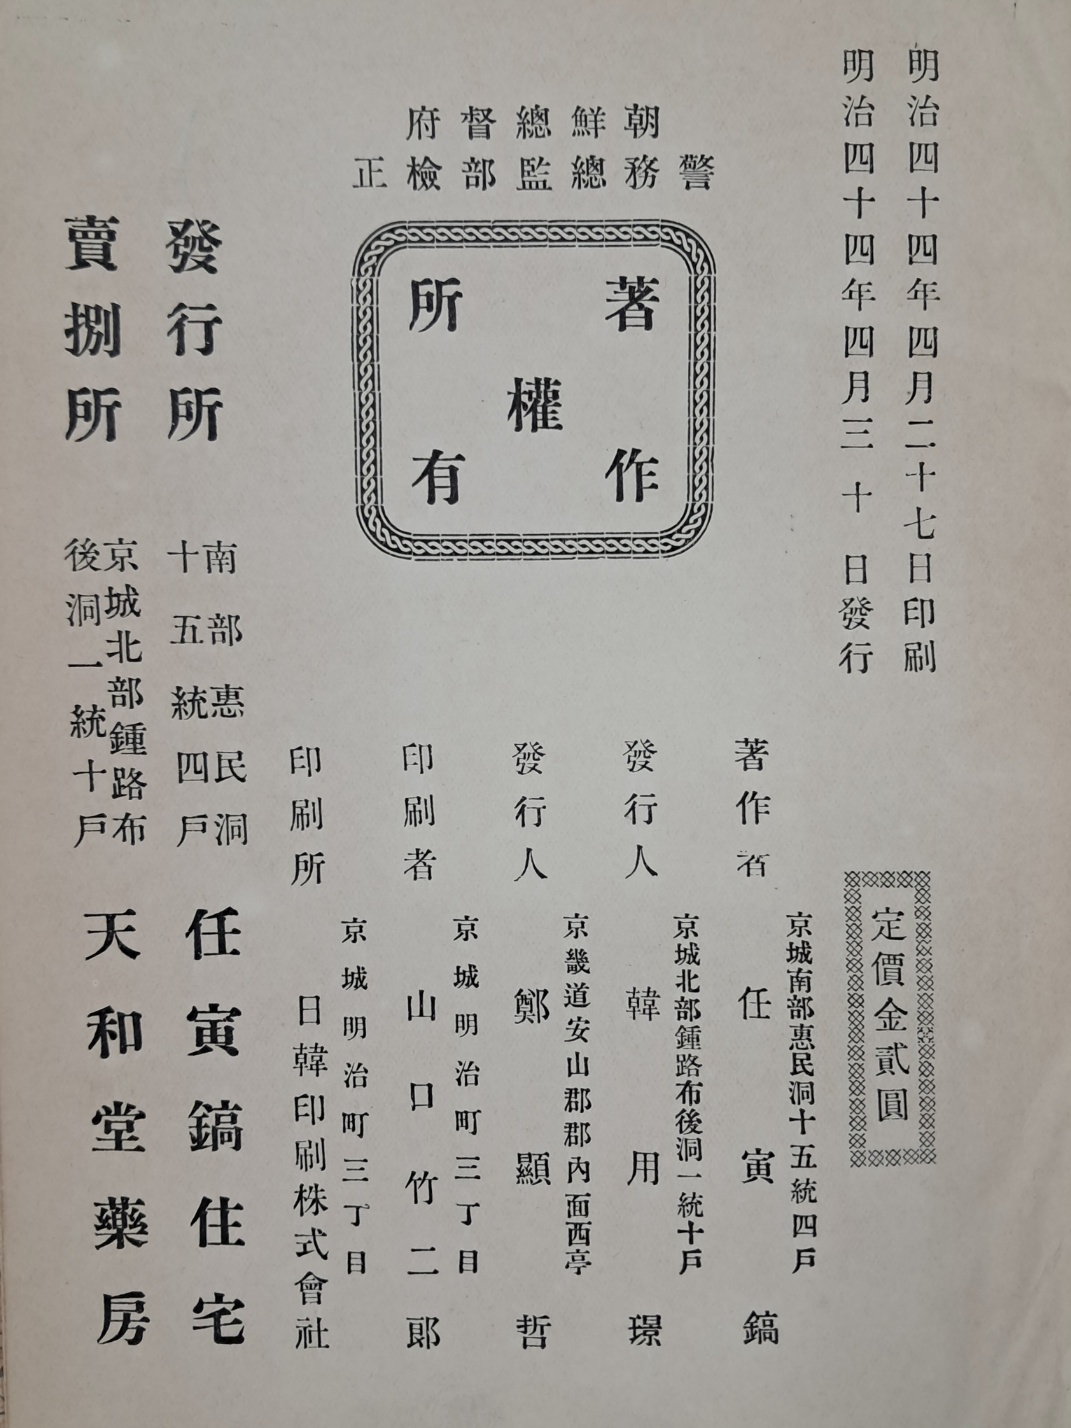 明治四十四年四月二十七日印刷
明治四十四年四月三十日發行
定價金貳圓
朝鮮總督府
警務總監部檢正
著作權所有
著作者
京城南部惠民洞十五統四戶
任寅鎬
發行人
京城北部鍾路布後洞一統十戶
韓用璟
發行人
京畿道安山郡郡內面西亭
鄭顯哲
印刷者
京城明治町三丁目
山口竹二郞
印刷所
京城明治町三丁目
日韓印刷株式會社
發行所
南部惠民洞
十五統四戶
任寅鎬住宅
賣捌所
京城北部鍾路布
後洞一統十戶
天和堂藥房